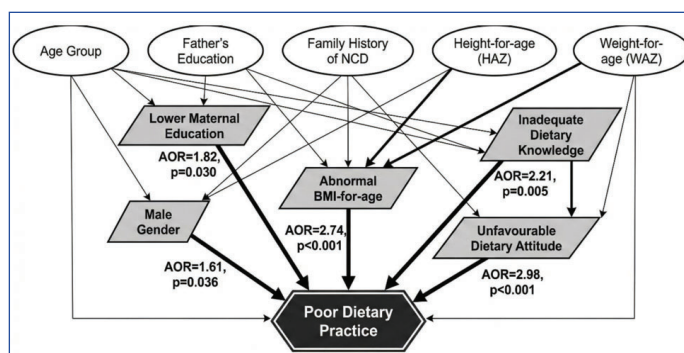 Age Group
Father's
Education
Family History
of NCD
Height-for-age
(HAZ)
Weight-for-
age (WAZ)
Lower Maternal
Education
Inadequate
Dietary
Knowledge
AOR=1.82,
p=0.030
Abnormal
BMI-for-age
AOR=2.21,
p=0.005
Male
Gender
AOR=2.74,
p<0.001
Unfavourable
Dietary Attitude
AOR=1.61,
p=0.036
AOR=2.98,
p<0.001
Poor Dietary
Practice